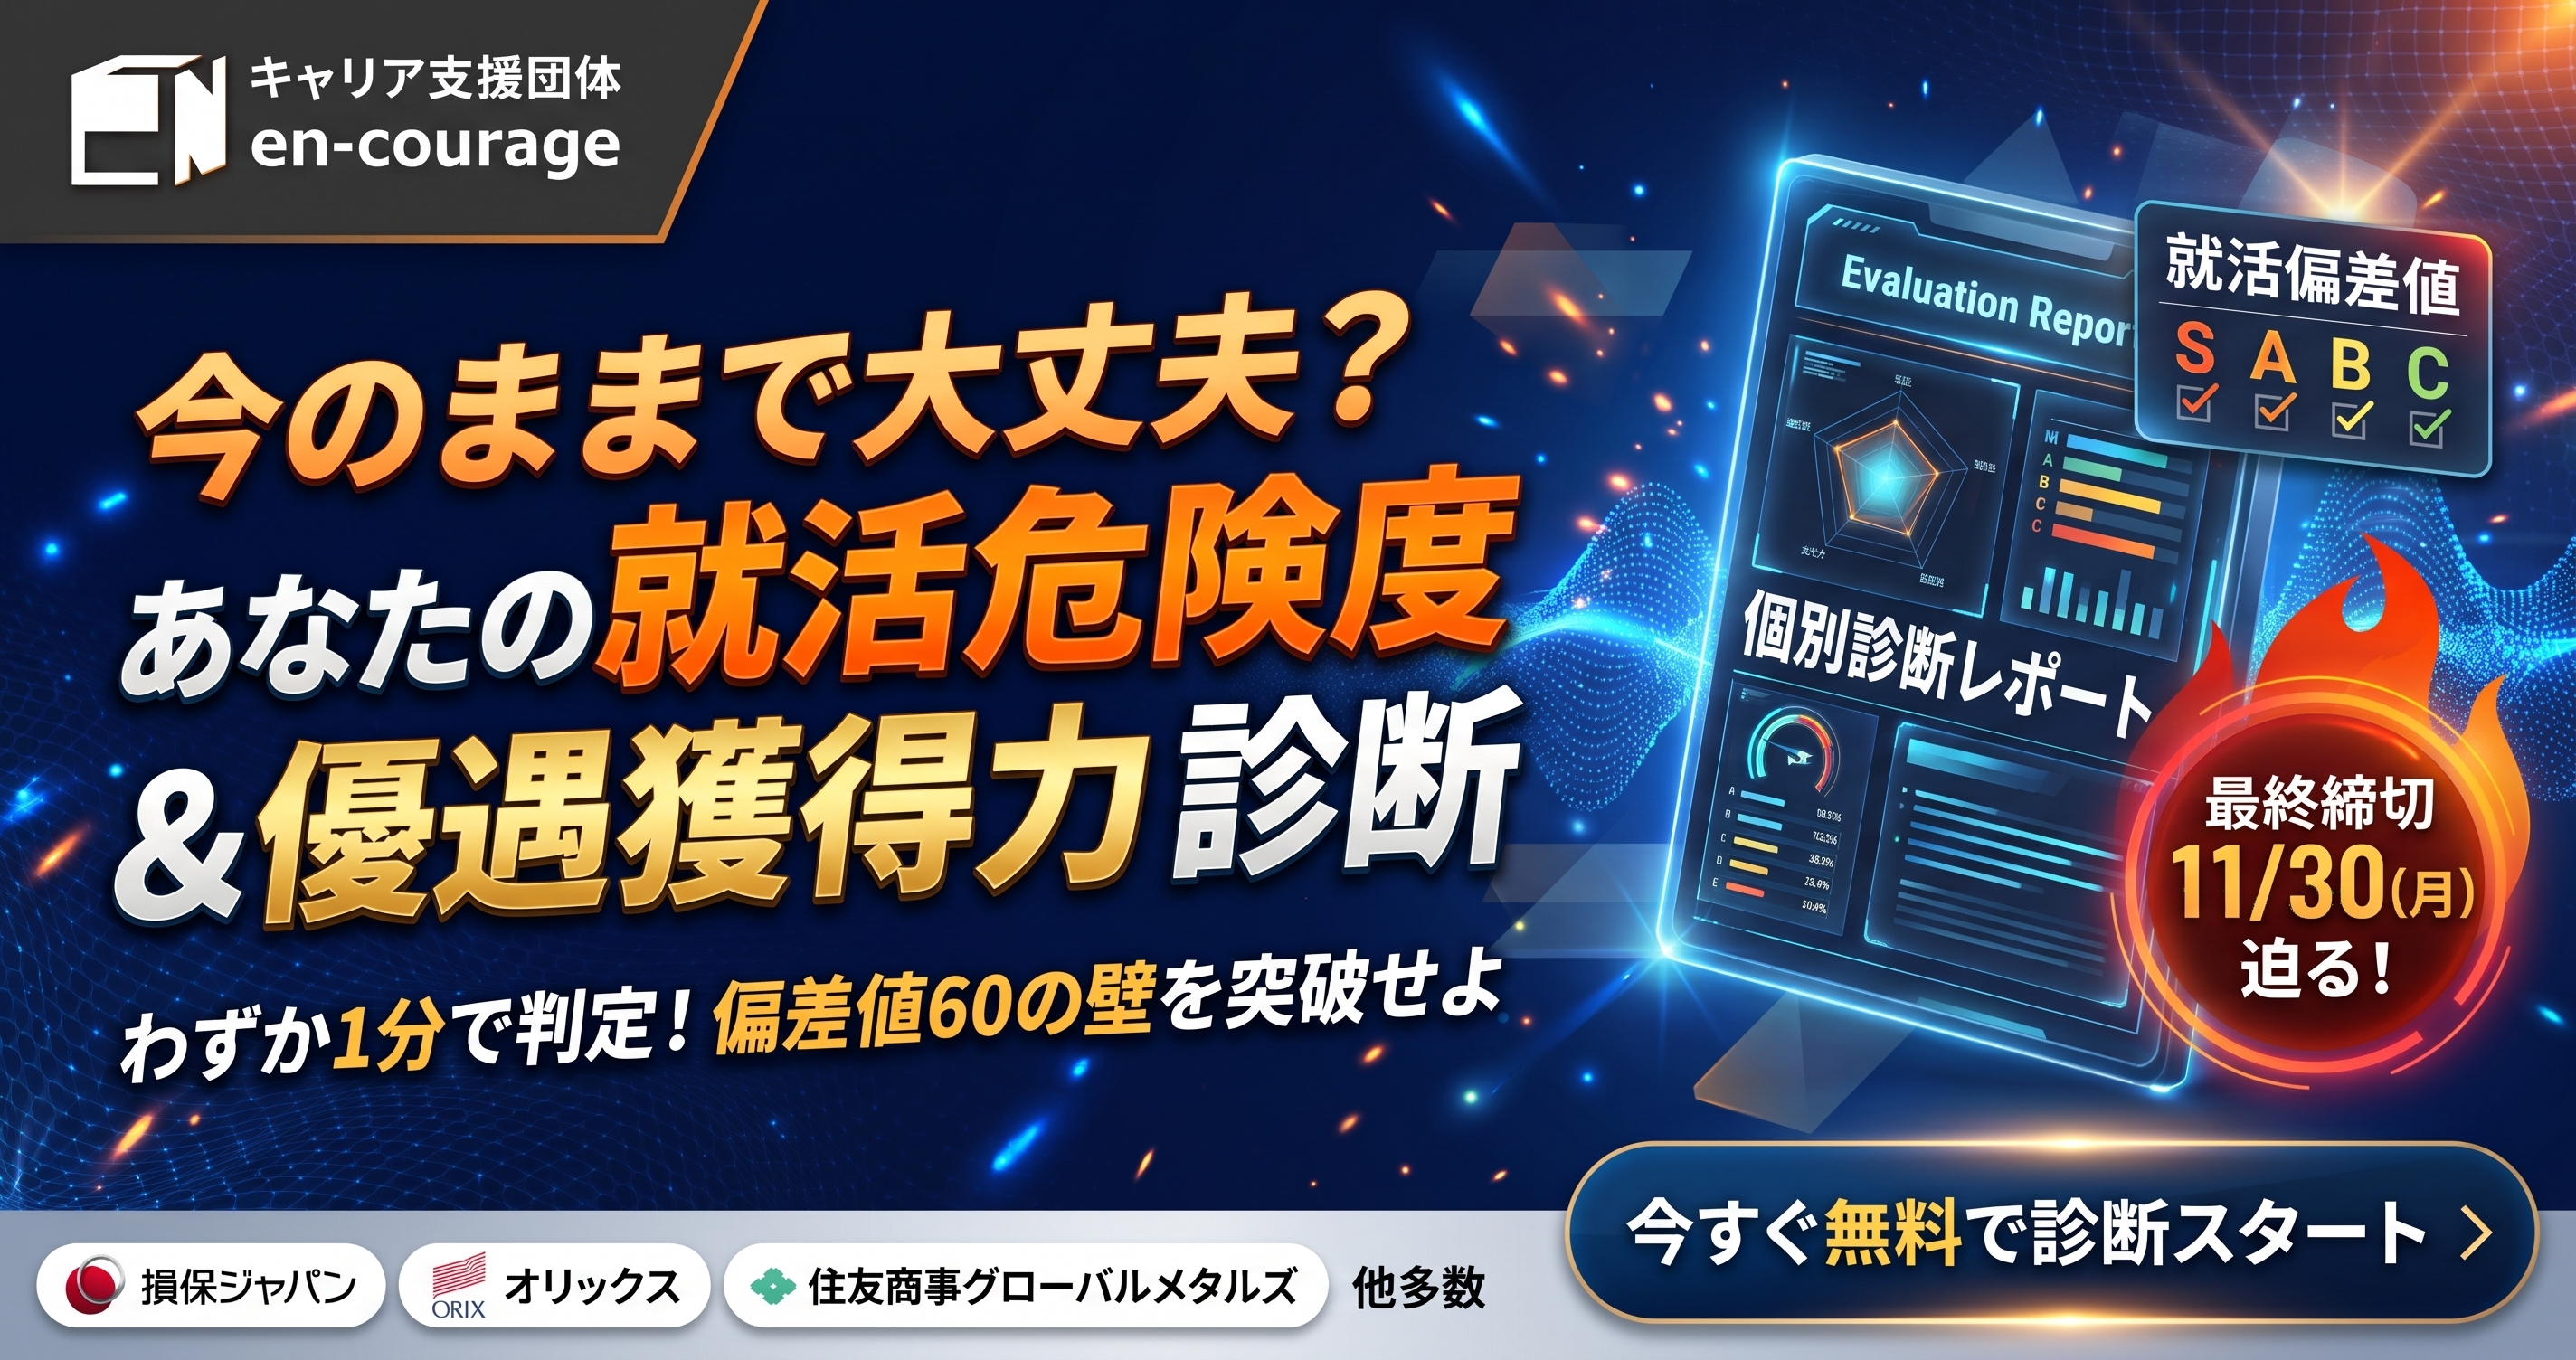 キャリア支援団体
en-courage
今のままで大丈夫？
あなたの就活危険度
&優遇獲得力診断
わずか1分で判定！偏差値60の壁を突破せよ
Evaluation Repor
就活偏差値
S A B C
M
A
B
C
C
個別診断レポート
A
B
C
D
E
最終締切
11/30(月)
迫る！
今すぐ無料で診断スタート
損保ジャパン
ORIX
オリックス
住友商事グローバルメタルズ
他多数